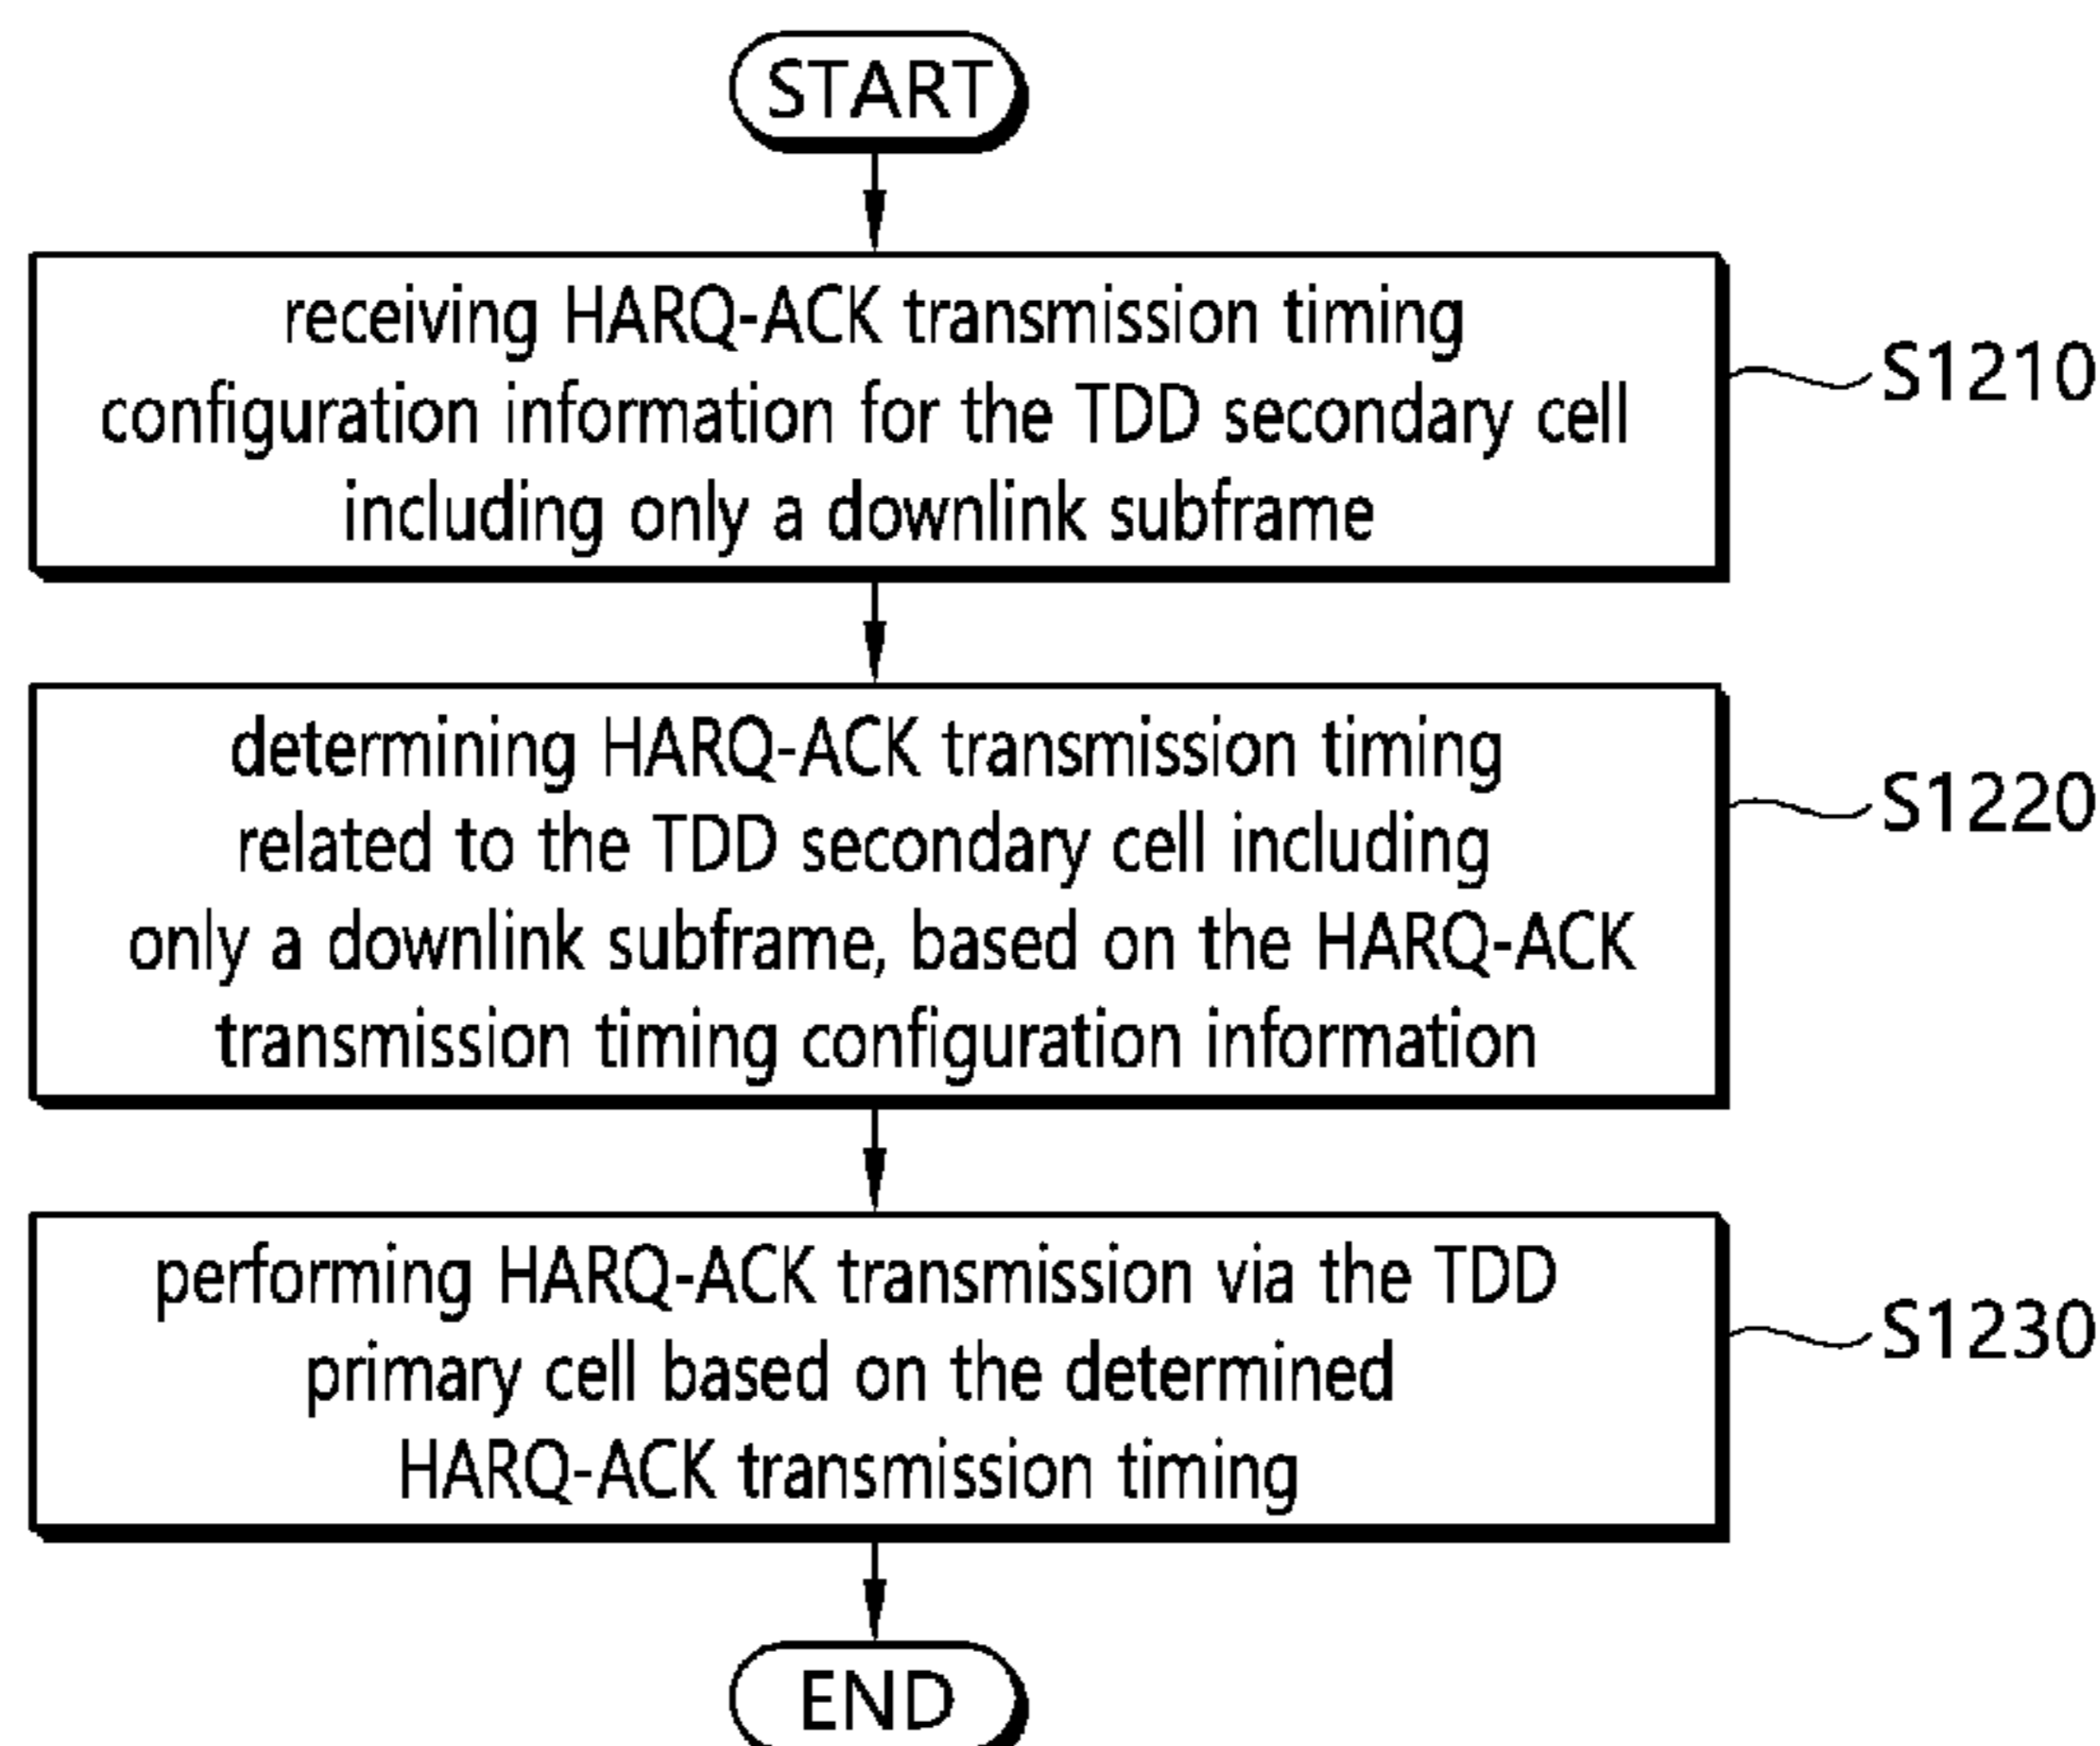 START
receiving HARQ-ACK transmission timing
configuration information for the TDD secondary cell
including only a downlink subframe
S1210
determining HARQ-ACK transmission timing
related to the TDD secondary cell including
only a downlink subframe, based on the HARQ-ACK
transmission timing configuration information
S1220
performing HARQ-ACK transmission via the TDD
primary cell based on the determined
HARQ-ACK transmission timing
S1230
END